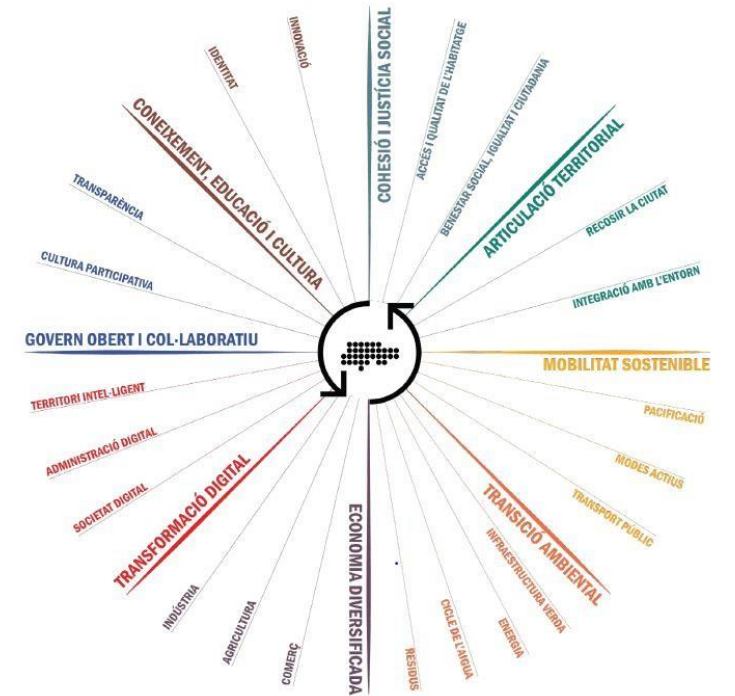 COHESIÓ I JUSTÍCIA SOCIAL
ACCÉS I QUALITAT DE L'HABITATGE
BENESTAR SOCIAL, IGUALTAT I CIUTADANIA
ARTICULACIÓ TERRITORIAL
RECOSIR LA CIUTAT
INTEGRACIÓ AMB L'ENTORN
MOBILITAT SOSTENIBLE
PACIFICACIÓ
MODES ACTIUS
TRANSPORT PÚBLIC
TRANSICIÓ AMBIENTAL
INFRAESTRUCTURA VERDA
ENERGIA
CICLE DE L'AIGUA
RESIDUS
ECONOMIA DIVERSIFICADA
COMERÇ
AGRICULTURA
INDÚSTRIA
TRANSFORMACIÓ DIGITAL
SOCIETAT DIGITAL
ADMINISTRACIÓ DIGITAL
TERRITORI INTEL·LIGENT
GOVERN OBERT I COL·LABORATIU
CULTURA PARTICIPATIVA
TRANSPARÈNCIA
CONEIXEMENT, EDUCACIÓ I CULTURA
IDENTITAT
INNOVACIÓ